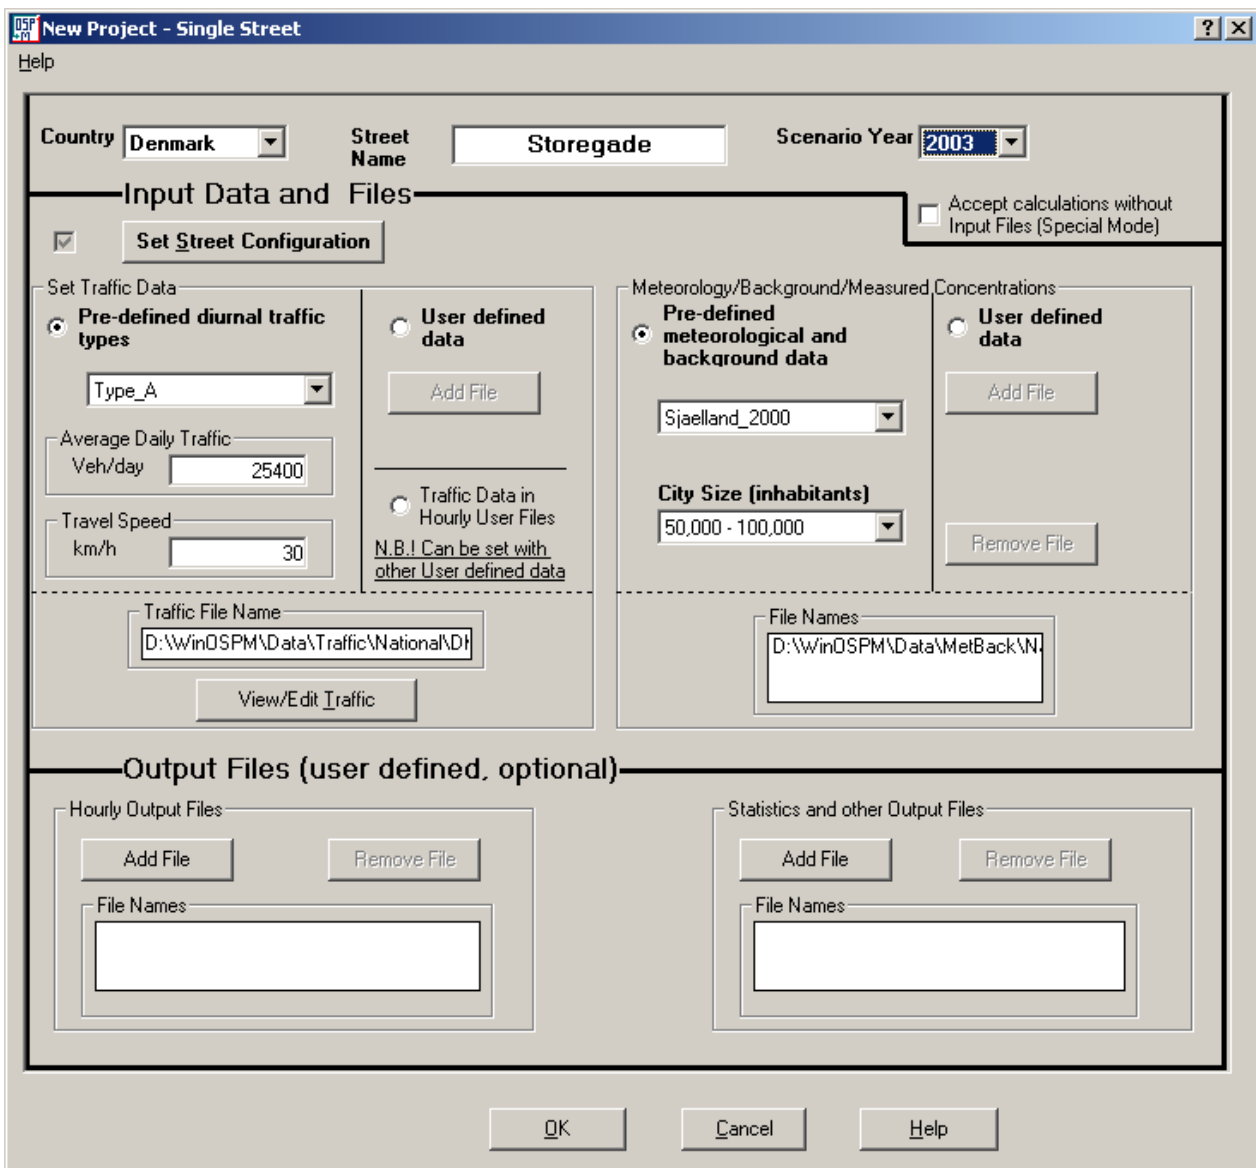 OSP
+M
New Project - Single Street
Help
Country
Denmark
Street
Name
Storegade
Scenario Year
2003
Input Data and Files
Accept calculations without
Input Files (Special Mode)
Set Street Configuration
Set Traffic Data
Pre-defined diurnal traffic
types
Type_A
Average Daily Traffic
Veh/day
25400
Travel Speed
km/h
30
User defined
data
Add File
Traffic Data in
Hourly User Files
N.B.! Can be set with
other User defined data
Traffic File Name
D:\WinOSPM\Data\Traffic\National\
View/Edit Traffic
Meteorology/Background/Measured Concentrations
Pre-defined
meteorological and
background data
Sjaelland_2000
City Size (inhabitants)
50,000 - 100,000
User defined
data
Add File
Remove File
File Names
D:\WinOSPM\Data\MetBack\
Output Files (user defined, optional)
Hourly Output Files
Add File
Remove File
File Names
Statistics and other Output Files
Add File
Remove File
File Names
OK
Cancel
Help